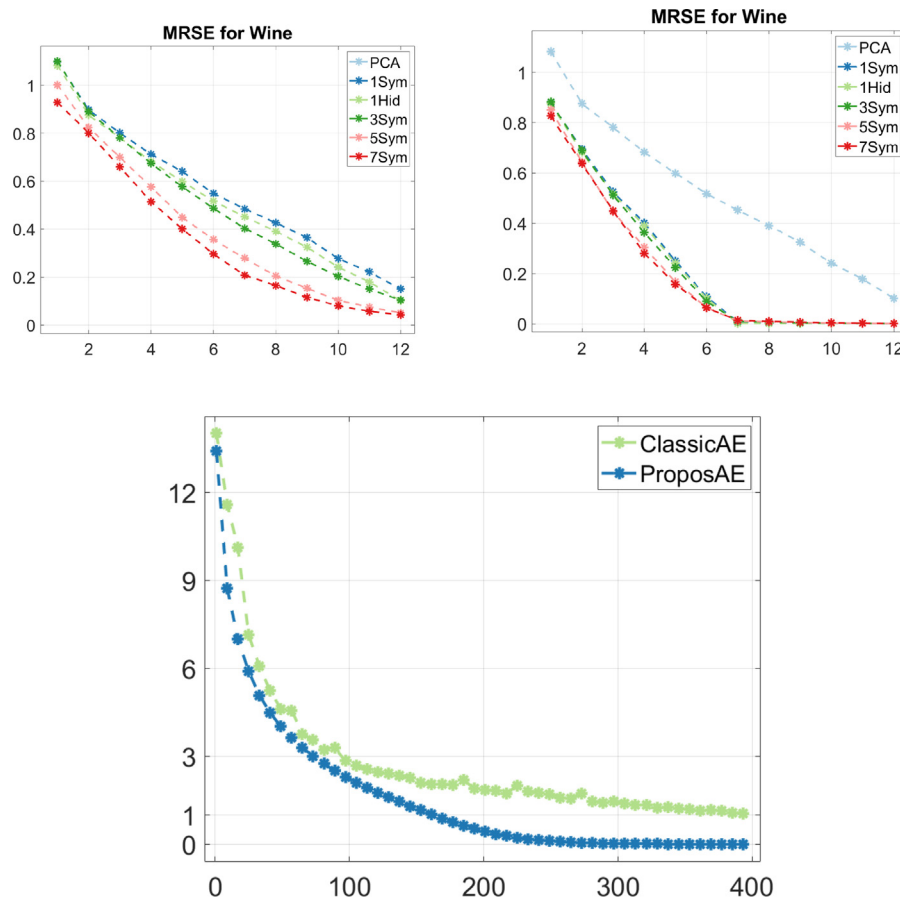 MRSE for Wine
1
0.8
0.6
0.4
0.2
0
2 4 6 8 10 12
PCA
1Sym
1Hid
3Sym
5Sym
7Sym
MRSE for Wine
1
0.8
0.6
0.4
0.2
0
2 4 6 8 10 12
PCA
1Sym
1Hid
3Sym
5Sym
7Sym
12
9
6
3
1
0
0 100 200 300 400
ClassicAE
ProposAE